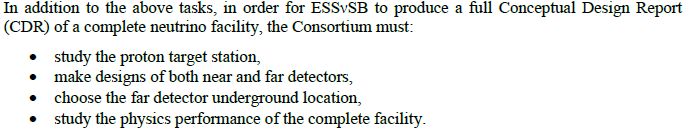 In addition to the above tasks, in order for ESSνSB to produce a full Conceptual Design Report
(CDR) of a complete neutrino facility, the Consortium must:
• study the proton target station,
• make designs of both near and far detectors,
• choose the far detector underground location,
• study the physics performance of the complete facility.